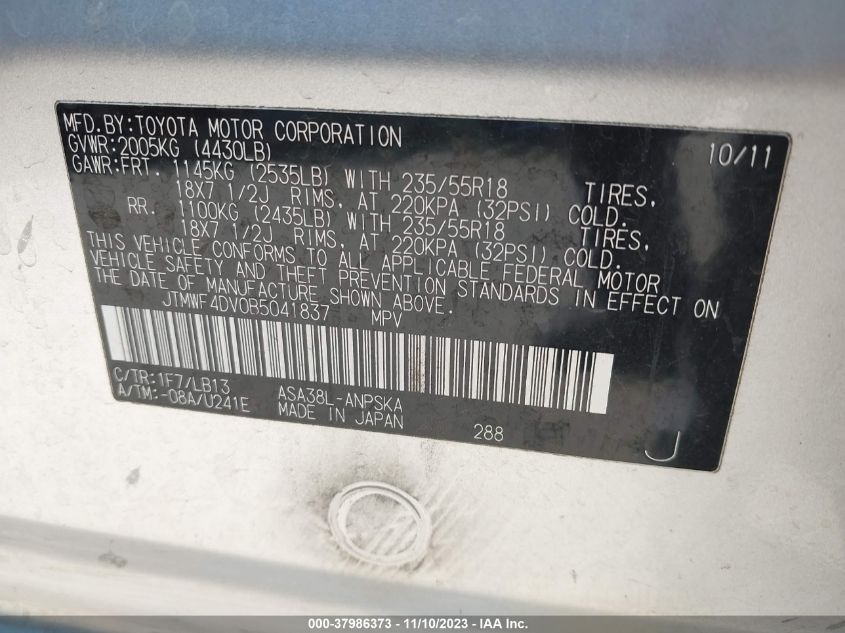 MFD.BY:TOYOTA MOTOR CORPORATION 10/11
GVWR:2005KG (4430LB)
GAWR:FRT. 1145KG (2535LB) WITH 235/55R18 TIRES,
18X7 1/2J RIMS, AT 220KPA (32PSI) COLD.
RR. 1100KG (2435LB) WITH 235/55R18 TIRES,
18X7 1/2J RIMS, AT 220KPA (32PSI) COLD.
THIS VEHICLE CONFORMS TO ALL APPLICABLE FEDERAL MOTOR
VEHICLE SAFETY AND THEFT PREVENTION STANDARDS IN EFFECT ON
THE DATE OF MANUFACTURE SHOWN ABOVE.
JTMWF4DV0B5041837 MPV
C/TR:1F7/LB13 ASA38L-ANPSKA
A/TM:-08A/U241E MADE IN JAPAN
288 J
000-37986373 - 11/10/2023 - IAA Inc.